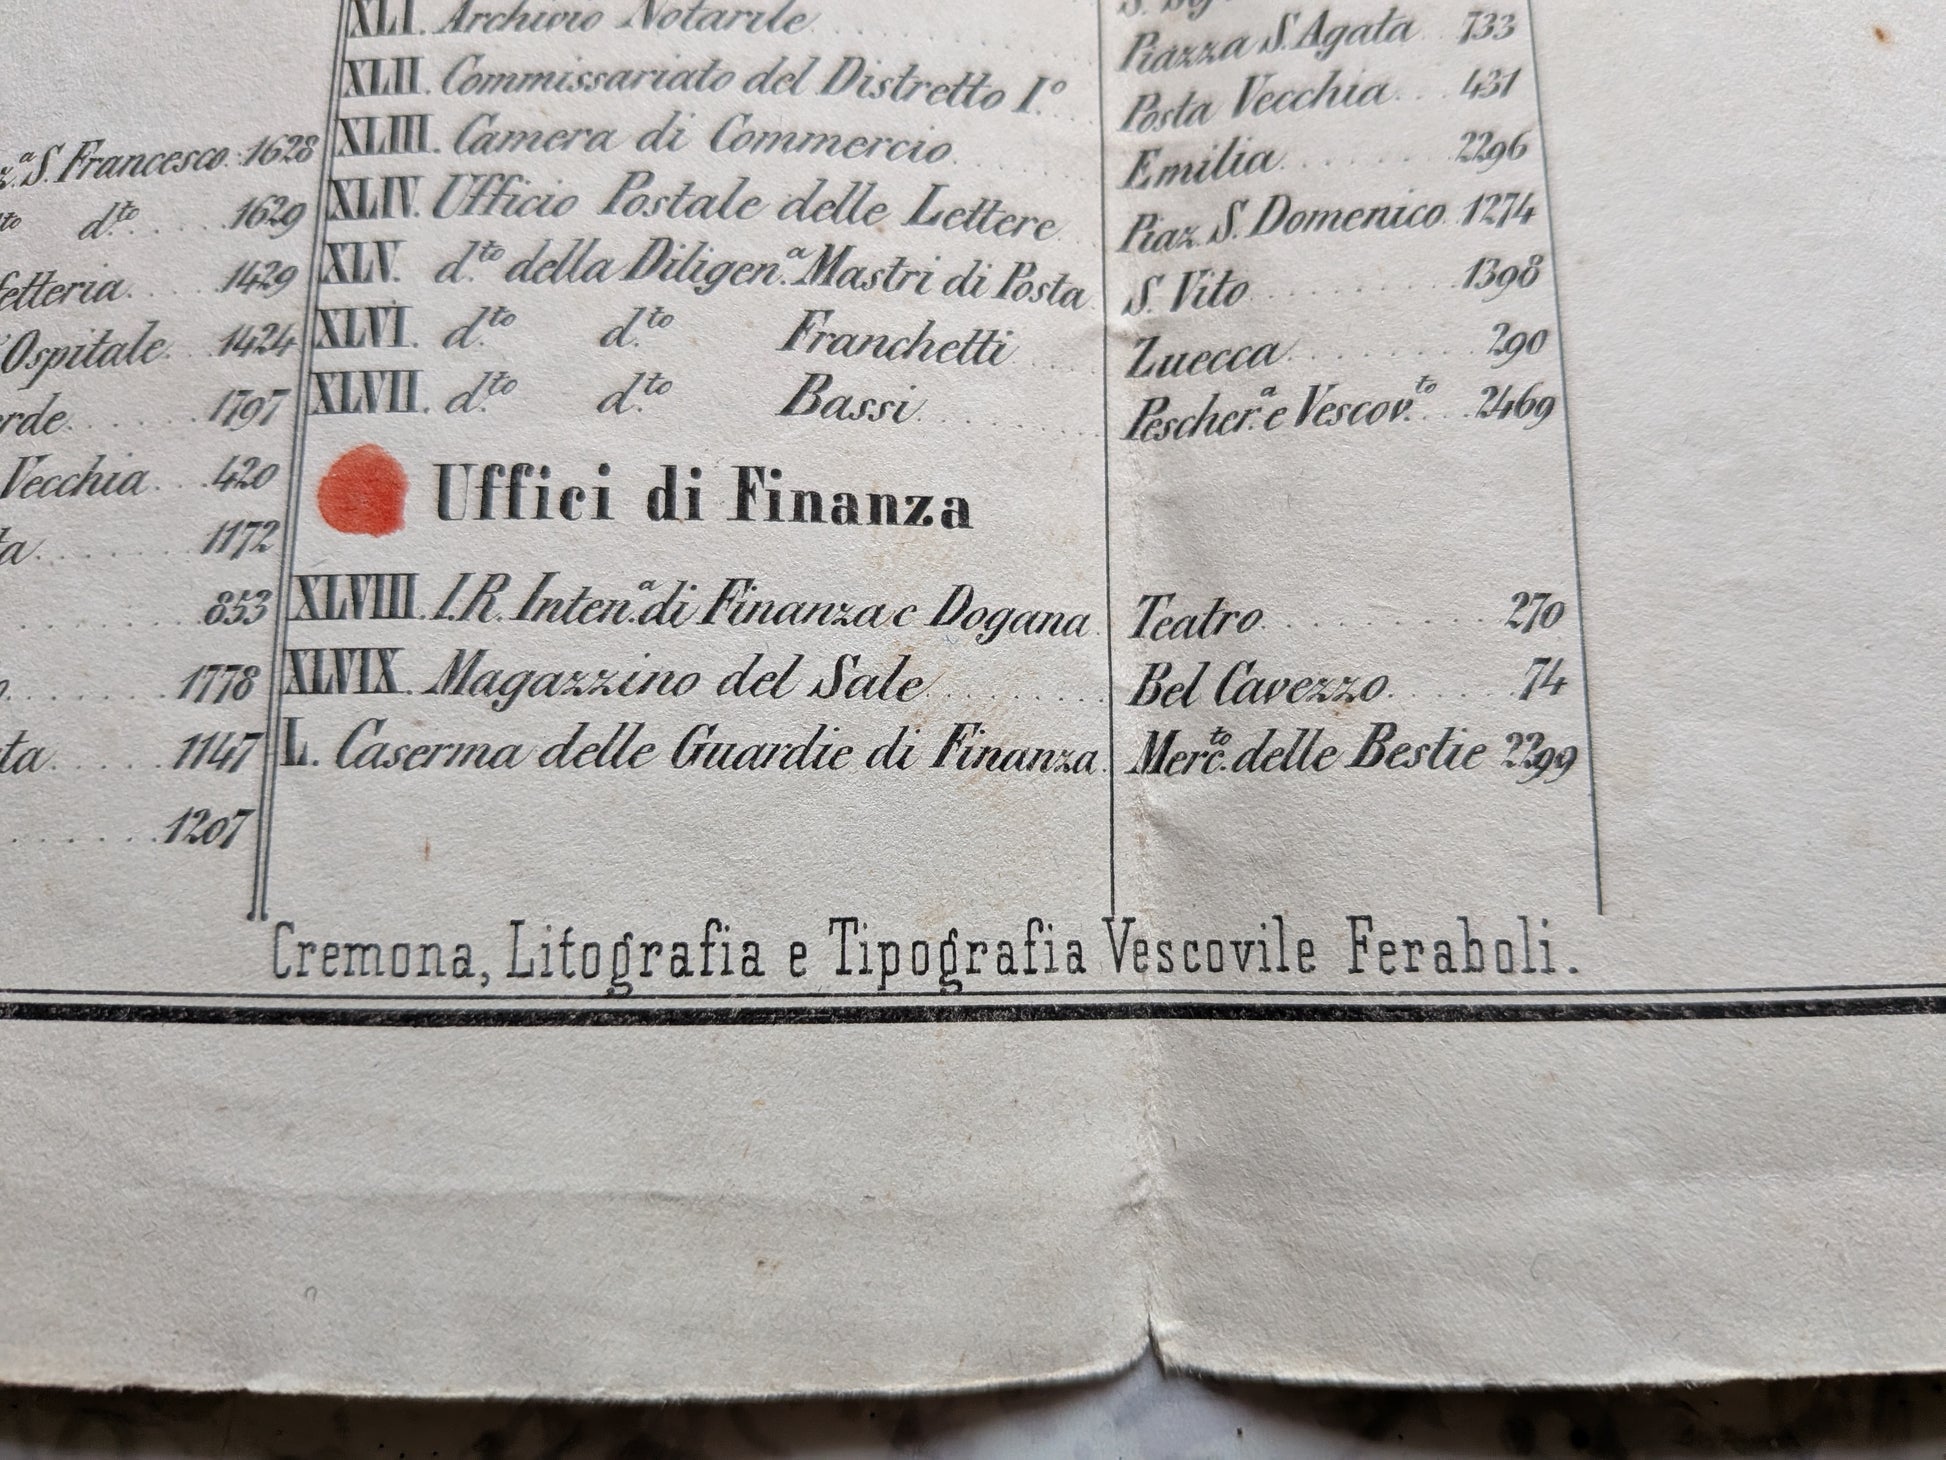 S. Francesco. 1628
d.to 1629
1429
Ospitale 1424
1797
Vecchia 420
1172
853
1778
1147
1207
XLI. Archivio Notarile
XLII. Commissariato del Distretto I.° Piazza S. Agata 733
XLIII. Camera di Commercio Posta Vecchia 431
XLIV. Ufficio Postale delle Lettere Emilia 2296
XLV. d.to della Diligen.a Mastri di Posta Piaz. S. Domenico 1274
XLVI. d.to d.to Franchetti S. Vito 1398
XLVII. d.to d.to Bassi Zuecca 290
Pescher.a e Vescov.to 2469
Uffici di Finanza
XLVIII. I.R. Inten.a di Finanza e Dogana Teatro 270
XLVIX. Magazzino del Sale Bel Cavezzo 74
L. Caserma delle Guardie di Finanza Merc.to delle Bestie 2299
Cremona, Litografia e Tipografia Vescovile Feraboli.